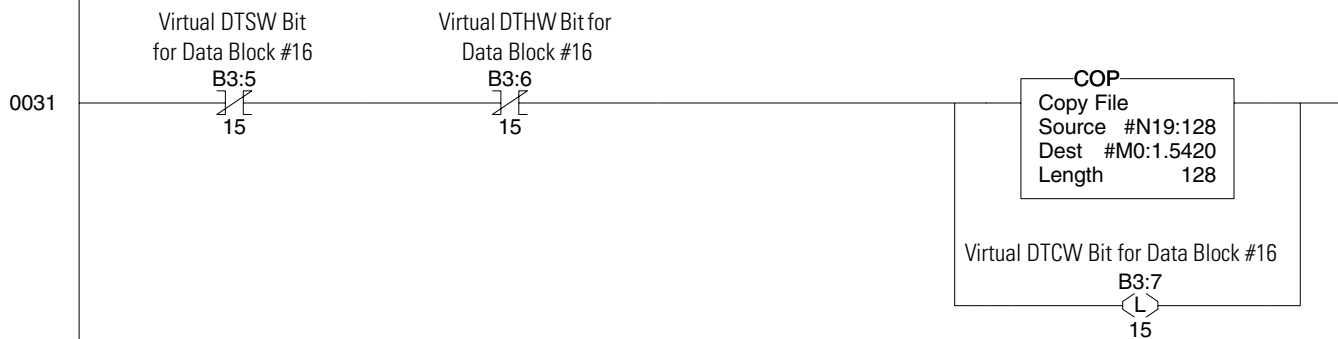 Virtual DTSW Bit
for Data Block #16
B3:5
15
Virtual DTHW Bit for
Data Block #16
B3:6
15
0031
COP
Copy File
Source #N19:128
Dest #M0:1.5420
Length 128
Virtual DTCW Bit for Data Block #16
B3:7
L
15